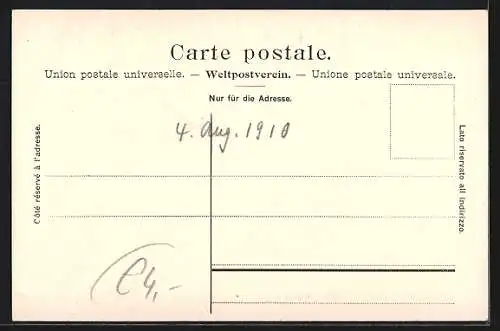 Carte postale.
Union postale universelle. — Weltpostverein. — Unione postale universale.
Nur für die Adresse.
4. Aug. 1910
Côté réservé à l'adresse.
Lato riservato all' indirizzo.
€4,-